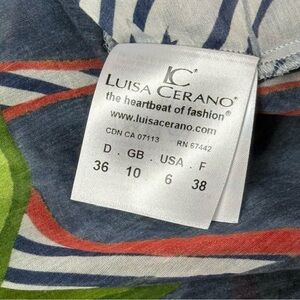 LC®
LUISA CERANO®
the heartbeat of fashion®
www.luisacerano.com
CDN CA 07113 RN 67442
D . GB . USA . F
36 10 6 38